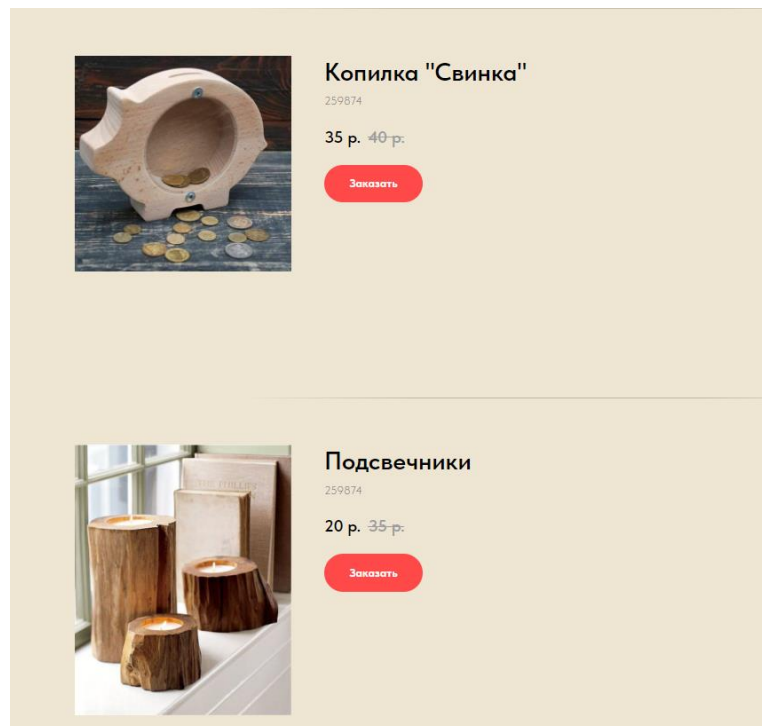 Копилка "Свинка"
259874
35 р. 40 р.
Заказать
Подсвечники
259874
20 р. 35 р.
Заказать